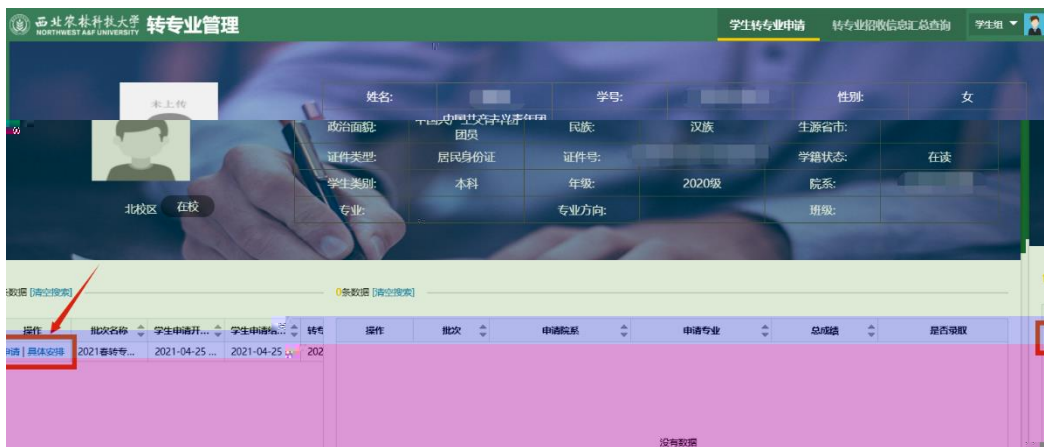 西北农林科技大学 转专业管理 学生转专业申请 转专业招收信息汇总查询 学生组
NORTHWEST A&F UNIVERSITY
未上传
姓名: 学号: 性别: 女
政治面貌: 团员 民族: 汉族 生源省市:
证件类型: 居民身份证 证件号: 学籍状态: 在读
学生类别: 本科 年级: 2020级 院系:
北校区 在校 专业: 专业方向: 班级:
条数据 [清空搜索] 0条数据 [清空搜索]
操作 批次名称 学生申请开... 学生申请结... 转专 操作 批次 申请院系 申请专业 总成绩 是否录取
申请 | 具体安排 2021春转专... 2021-04-25 ... 2021-04-25 202
没有数据